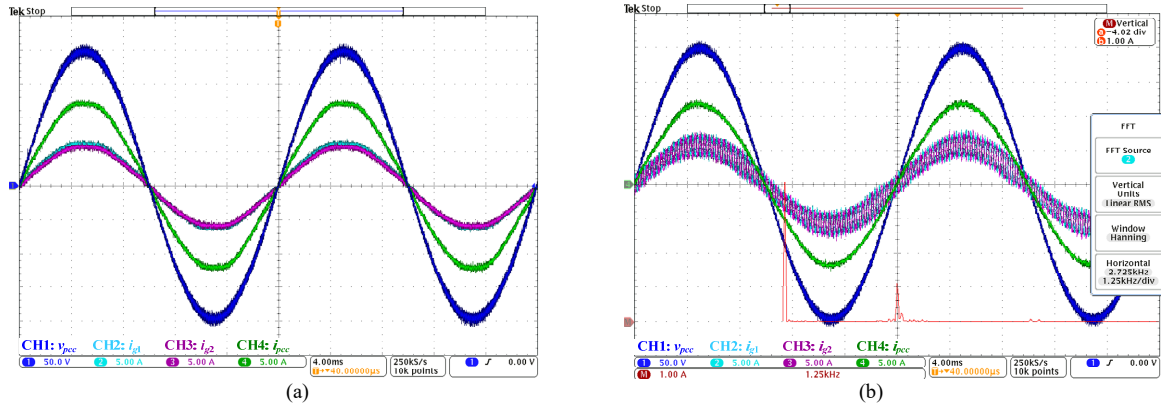 Tek Stop
CH1: vpcc CH2: ig1 CH3: ig2 CH4: ipcc
1 50.0 V 2 5.00 A 3 5.00 A 4 5.00 A
4.00ms
T→▾40.00000µs
250kS/s
10k points
1 ∫ 0.00 V
(a)
Tek Stop
M Vertical
a -4.02 div
b 1.00 A
FFT
FFT Source
2
Vertical
Units
Linear RMS
Window
Hanning
Horizontal
2.725kHz
1.25kHz/div
CH1: vpcc CH2: ig1 CH3: ig2 CH4: ipcc
1 50.0 V 2 5.00 A 3 5.00 A 4 5.00 A
M 1.00 A 1.25kHz
4.00ms
T→▾40.00000µs
250kS/s
10k points
1 ∫ 0.00 V
(b)